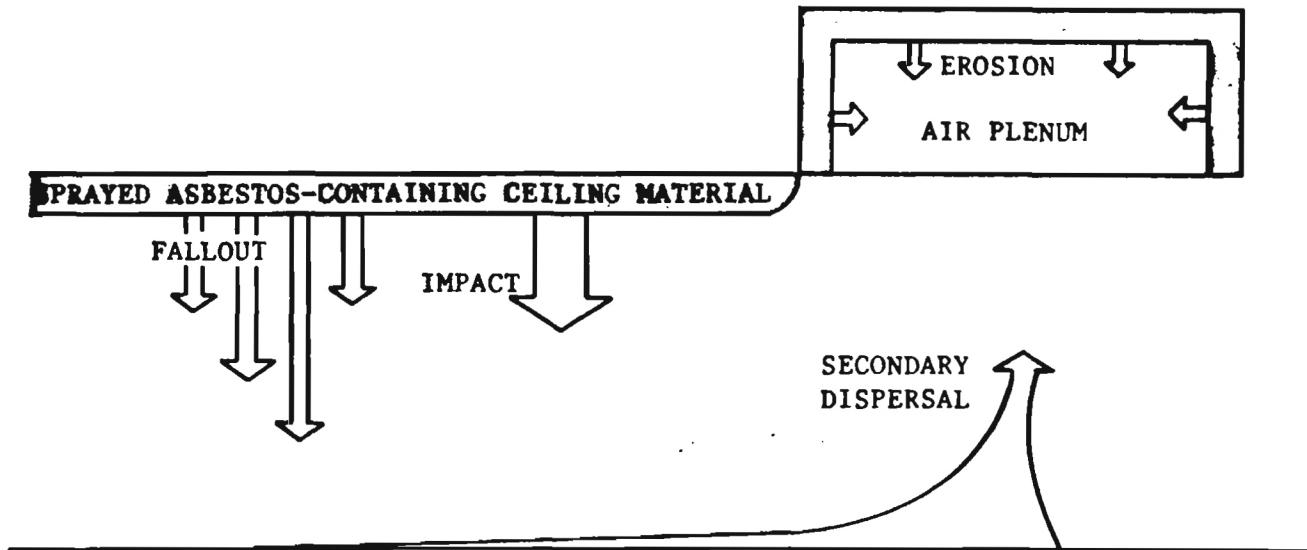 EROSION
AIR PLENUM
SPRAYED ASBESTOS-CONTAINING CEILING MATERIAL
FALLOUT
IMPACT
SECONDARY
DISPERSAL